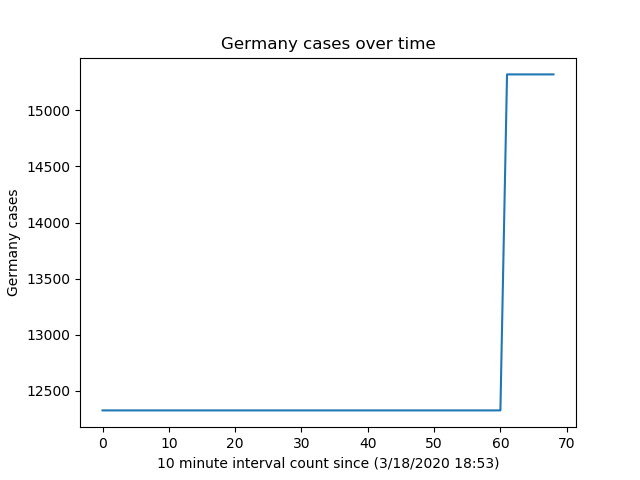 Germany cases over time
Germany cases
15000
14500
14000
13500
13000
12500
0 10 20 30 40 50 60 70
10 minute interval count since (3/18/2020 18:53)